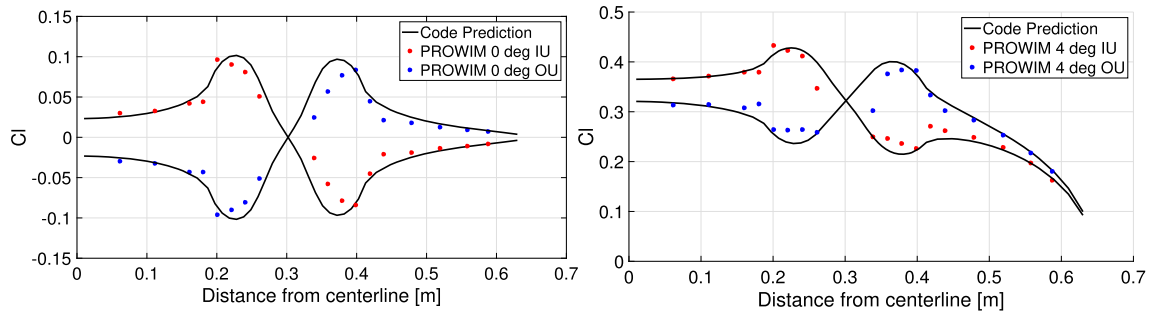 0.15
0.1
0.05
0
-0.05
-0.1
-0.15
Cl
0 0.1 0.2 0.3 0.4 0.5 0.6 0.7
Distance from centerline [m]
Code Prediction
PROWIM 0 deg IU
PROWIM 0 deg OU
0.5
0.4
0.3
0.2
0.1
0
Cl
0 0.1 0.2 0.3 0.4 0.5 0.6 0.7
Distance from centerline [m]
Code Prediction
PROWIM 4 deg IU
PROWIM 4 deg OU